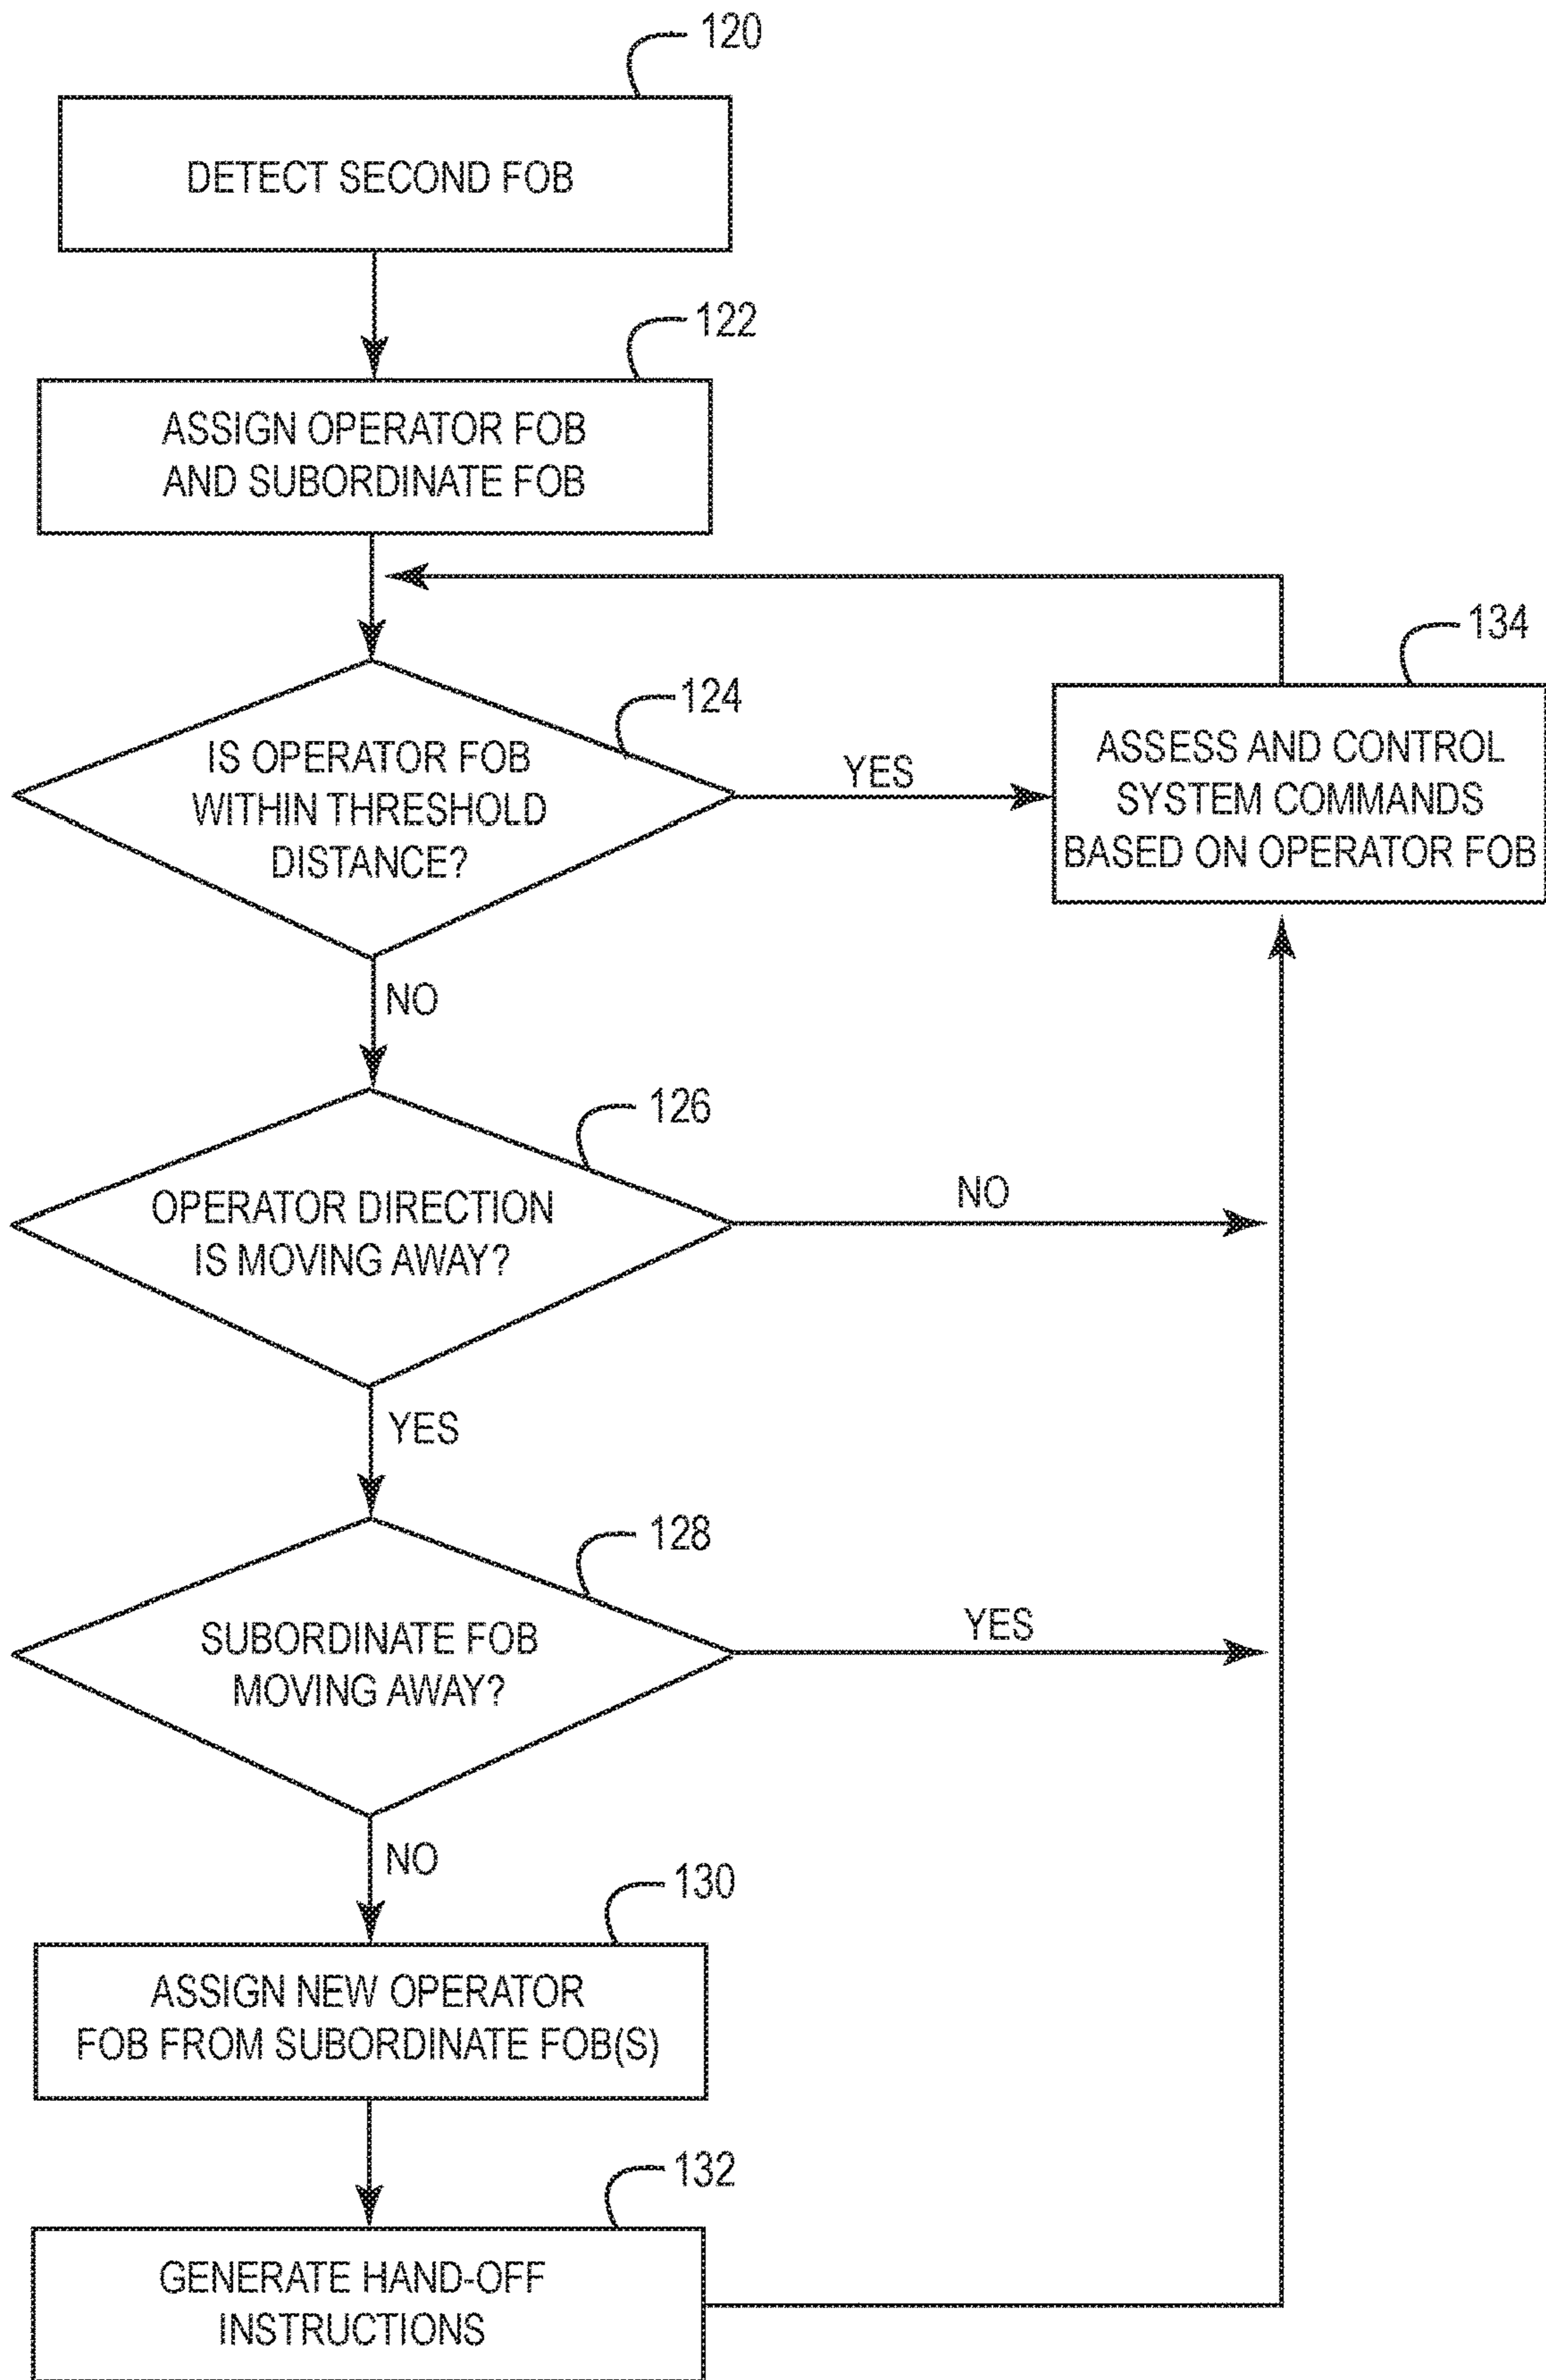 120
DETECT SECOND FOB
122
ASSIGN OPERATOR FOB
AND SUBORDINATE FOB
134
124
IS OPERATOR FOB
WITHIN THRESHOLD
DISTANCE?
YES
ASSESS AND CONTROL
SYSTEM COMMANDS
BASED ON OPERATOR FOB
NO
126
OPERATOR DIRECTION
IS MOVING AWAY?
NO
YES
128
SUBORDINATE FOB
MOVING AWAY?
YES
NO
130
ASSIGN NEW OPERATOR
FOB FROM SUBORDINATE FOB(S)
132
GENERATE HAND-OFF
INSTRUCTIONS